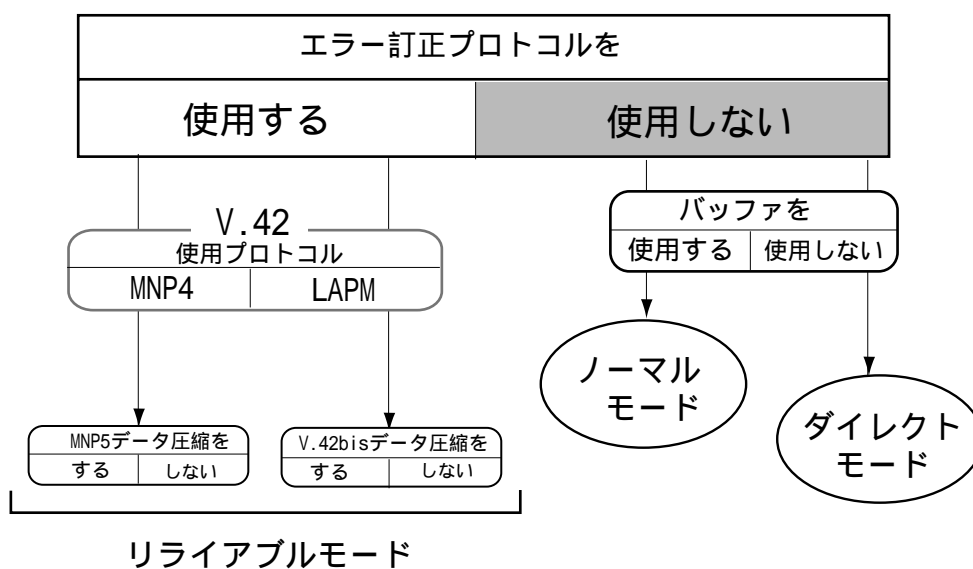 エラー訂正プロトコルを
使用する
使用しない
V.42
使用プロトコル
MNP4
LAPM
バッファを
使用する
使用しない
ノーマル
モード
ダイレクト
モード
MNP5データ圧縮を
する
しない
V.42bisデータ圧縮を
する
しない
リライアブルモード